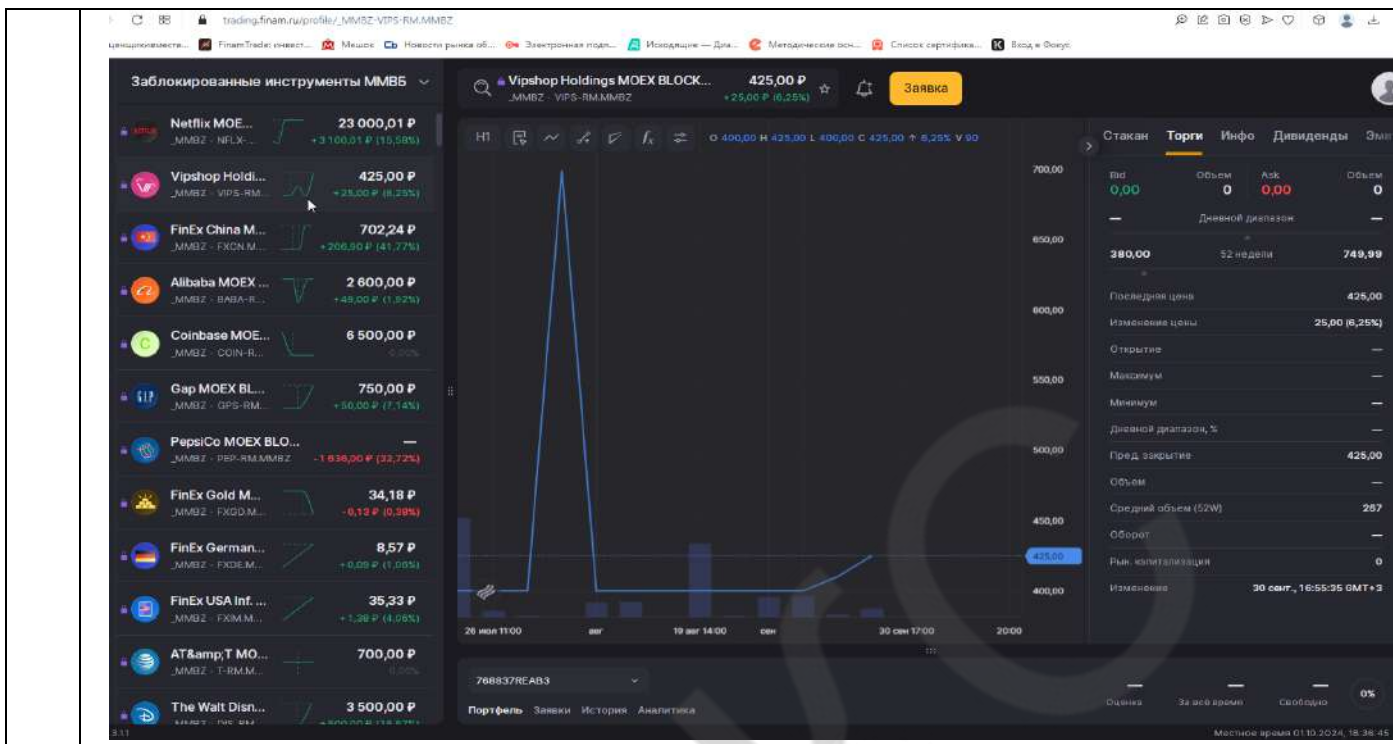 trading.finam.ru/profile/_MMBZ-VIPS-RM.MMBZ
FinamTrade: инвест... Мешок Новости рынка об... Электронная подп... Исходящие — Диа... Методические осн... Список сертифика... Вход в Фокус
Заблокированные инструменты ММВБ
Vipshop Holdings MOEX BLOCK...
_MMBZ · VIPS-RM.MMBZ
425,00 ₽
+25,00 ₽ (6,25%)
Заявка
Netflix MOE... 23 000,01 ₽
_MMBZ · NFLX-... +3 100,01 ₽ (15,58%)
Vipshop Holdi... 425,00 ₽
_MMBZ · VIPS-RM... +25,00 ₽ (6,25%)
FinEx China M... 702,24 ₽
_MMBZ · FXCN.M... +206,90 ₽ (41,77%)
Alibaba MOEX ... 2 600,00 ₽
_MMBZ · BABA-R... +49,00 ₽ (1,92%)
Coinbase MOE... 6 500,00 ₽
_MMBZ · COIN-R... 0,00%
Gap MOEX BL... 750,00 ₽
_MMBZ · GPS-RM... +50,00 ₽ (7,14%)
PepsiCo MOEX BLO... —
_MMBZ · PEP-RM.MMBZ -1 636,00 ₽ (32,72%)
FinEx Gold M... 34,18 ₽
_MMBZ · FXGD.M... -0,13 ₽ (0,38%)
FinEx German... 8,57 ₽
_MMBZ · FXDE.M... +0,09 ₽ (1,06%)
FinEx USA Inf. ... 35,33 ₽
_MMBZ · FXIM.M... +1,38 ₽ (4,06%)
AT&amp;T MO... 700,00 ₽
_MMBZ · T-RM.M... 0,00%
The Walt Disn... 3 500,00 ₽
3.1.1
H1 O 400,00 H 425,00 L 400,00 C 425,00 ↑ 6,25% V 90
700,00
650,00
600,00
550,00
500,00
450,00
425,00
400,00
26 июл 11:00 авг 19 авг 14:00 сен 30 сен 17:00 20:00
Стакан Торги Инфо Дивиденды
Bid Объем Ask Объем
0,00 0 0,00 0
— Дневной диапазон —
380,00 52 недели 749,99
Последняя цена 425,00
Изменение цены 25,00 (6,25%)
Открытие —
Максимум —
Минимум —
Дневной диапазон, % —
Пред. закрытие 425,00
Объем —
Средний объем (52W) 267
Оборот —
Рын. капитализация 0
Изменение 30 сент., 16:55:35 GMT+3
768837REAB3
Портфель Заявки История Аналитика
— — —
Оценка За всё время Свободно 0%
Местное время 01.10.2024, 18:36:45